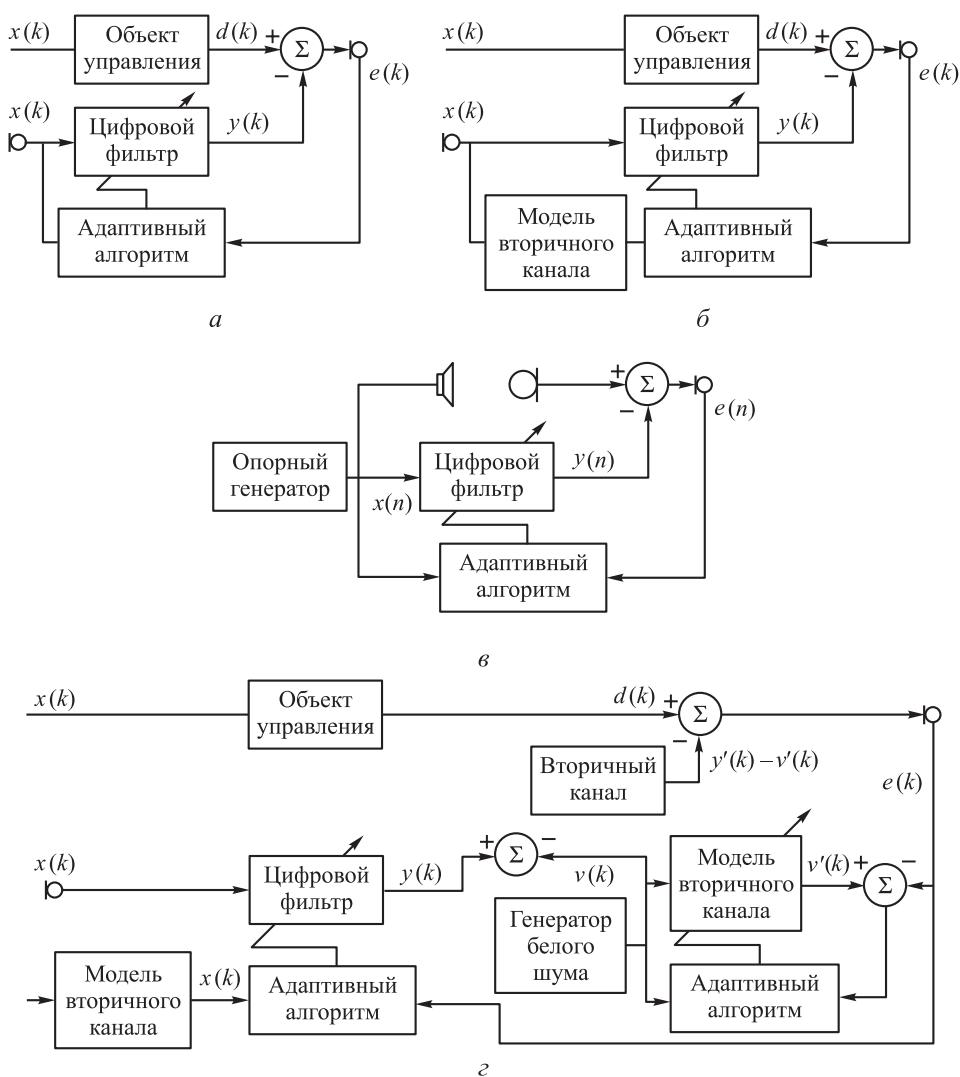 x(k)
Объект
управления
d(k)
+
Σ
−
e(k)
x(k)
Цифровой
фильтр
y(k)
Адаптивный
алгоритм
а
x(k)
Объект
управления
d(k)
+
Σ
−
e(k)
x(k)
Цифровой
фильтр
y(k)
Модель
вторичного
канала
Адаптивный
алгоритм
б
+
Σ
−
e(n)
Опорный
генератор
x(n)
Цифровой
фильтр
y(n)
Адаптивный
алгоритм
в
x(k)
Объект
управления
d(k)
+
Σ
−
Вторичный
канал
y′(k) – v′(k)
e(k)
x(k)
Цифровой
фильтр
y(k)
+
Σ
−
v(k)
Модель
вторичного
канала
v′(k)
+
Σ
−
Генератор
белого
шума
Модель
вторичного
канала
x(k)
Адаптивный
алгоритм
Адаптивный
алгоритм
г